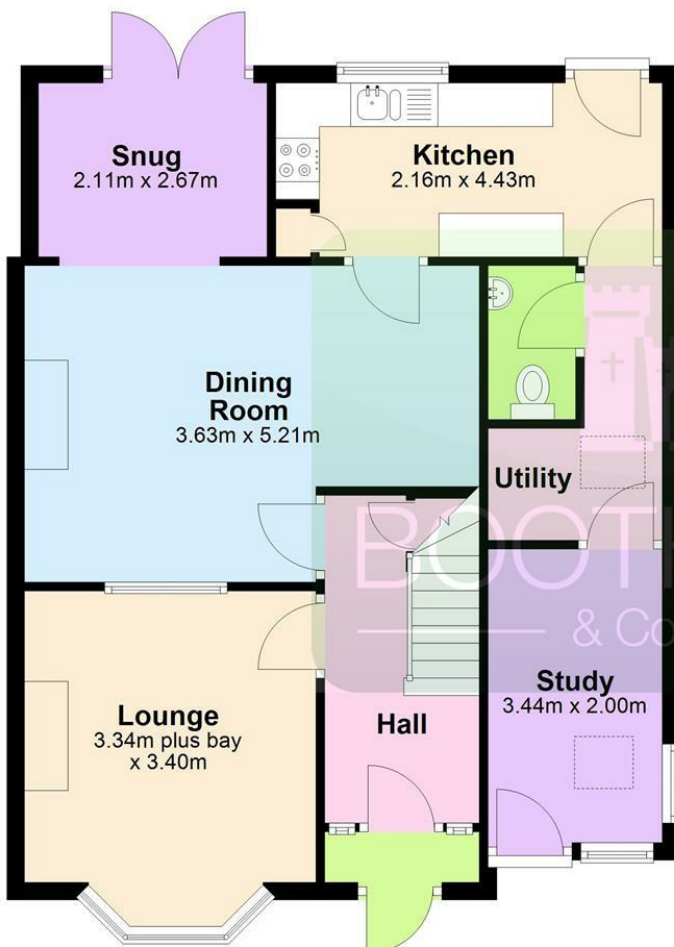 Snug
2.11m x 2.67m
Kitchen
2.16m x 4.43m
Dining
Room
3.63m x 5.21m
Utility
Lounge
3.34m plus bay
x 3.40m
Hall
Study
3.44m x 2.00m
BOOTH
& Co